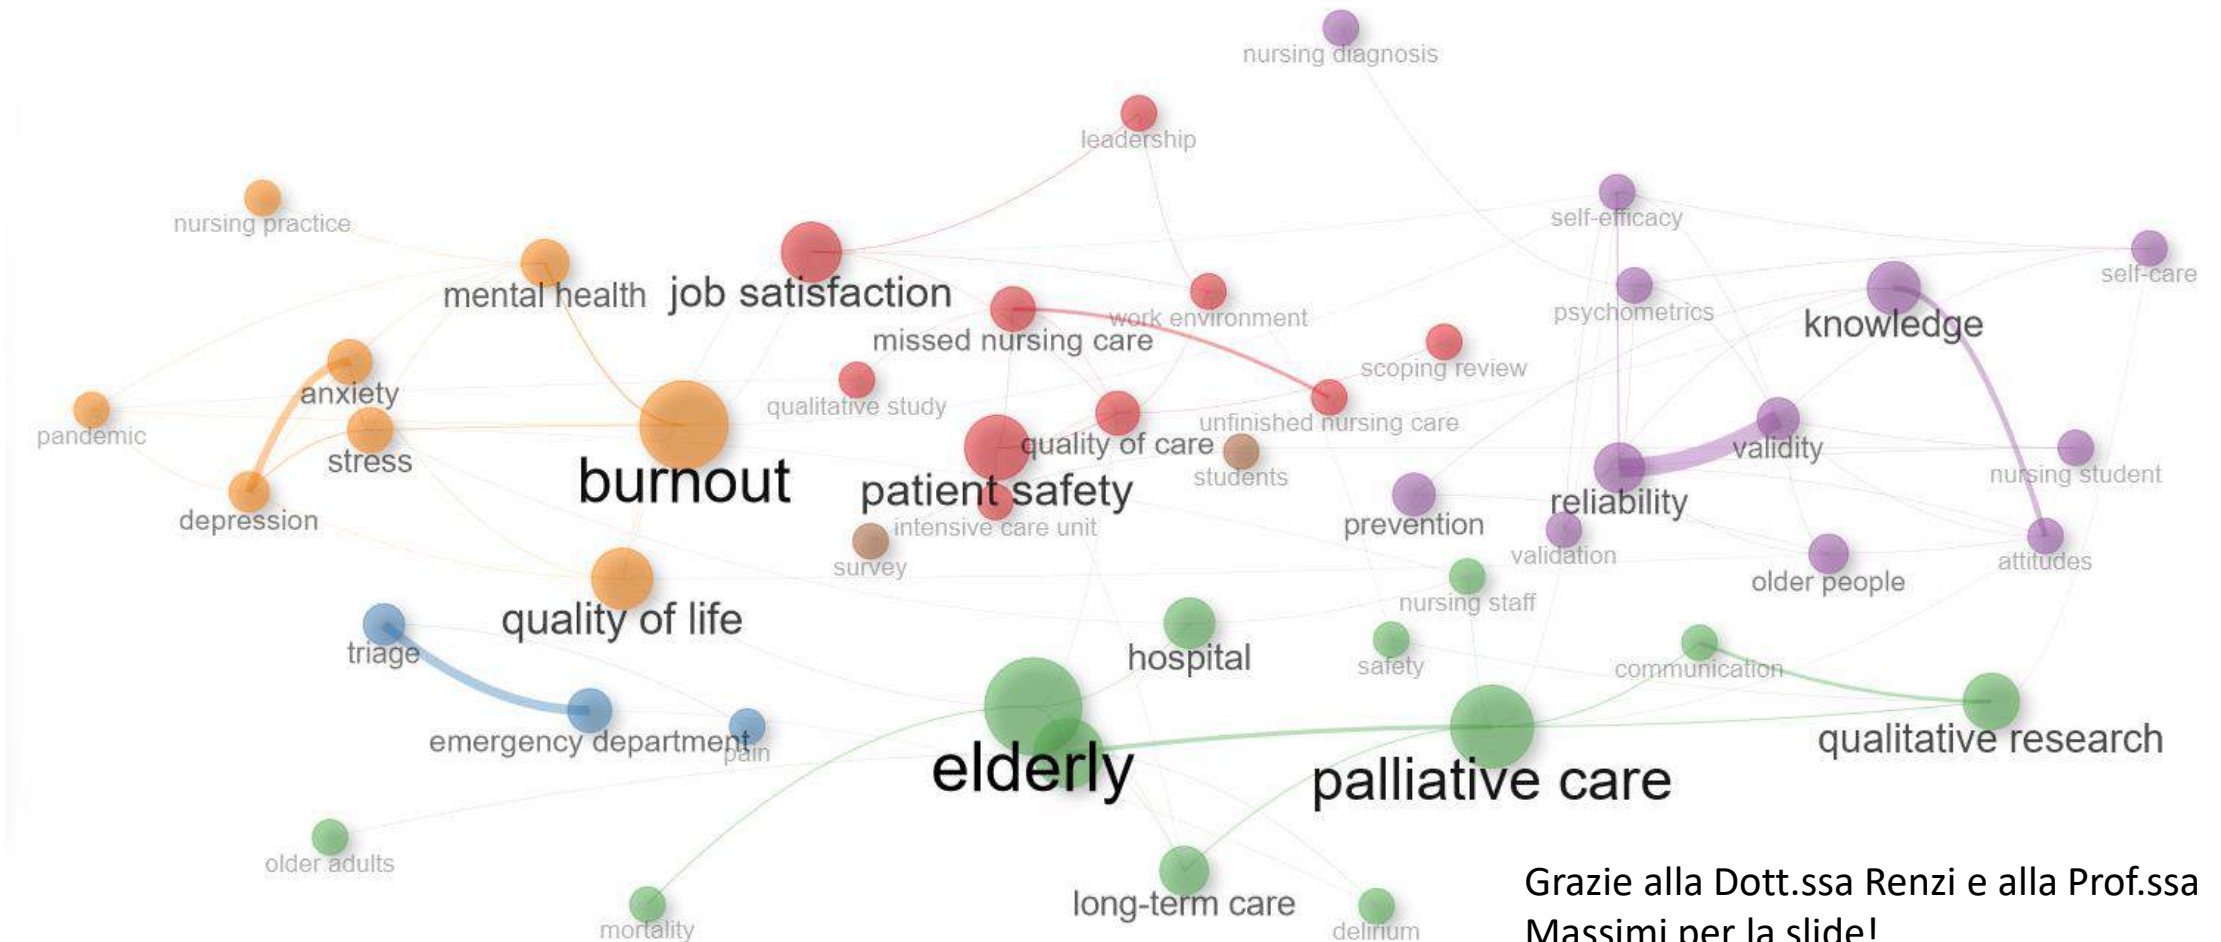 nursing diagnosis
leadership
nursing practice
self-efficacy
self-care
mental health
job satisfaction
work environment
psychometrics
knowledge
missed nursing care
scoping review
anxiety
qualitative study
unfinished nursing care
pandemic
stress
quality of care
validity
burnout
students
nursing student
patient safety
reliability
depression
intensive care unit
prevention
validation
attitudes
survey
older people
nursing staff
quality of life
triage
hospital
safety
communication
emergency department
pain
elderly
palliative care
qualitative research
older adults
long-term care
mortality
delirium
Grazie alla Dott.ssa Renzi e alla Prof.ssa
Massimi per la slide!